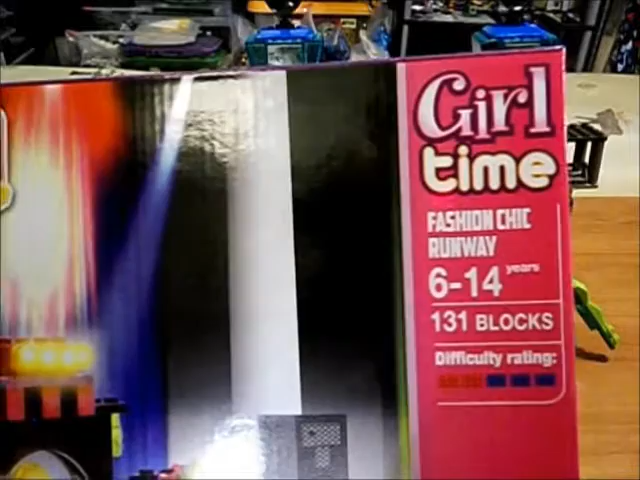 Girl
time
FASHION CHIC
RUNWAY
6-14 years
131 BLOCKS
Difficulty rating: